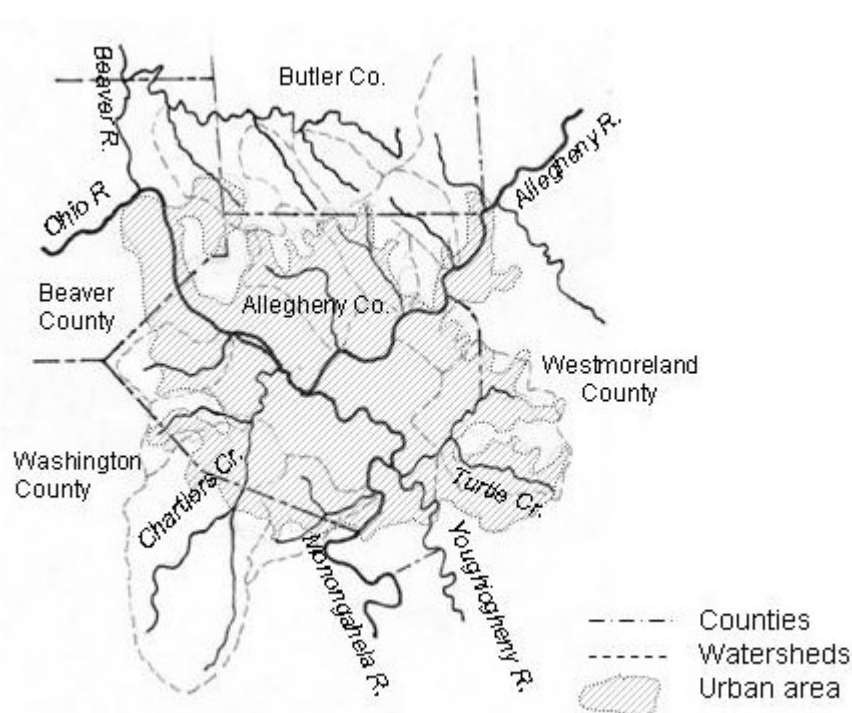 Beaver R.
Butler Co.
Allegheny R.
Ohio R
Beaver
County
Allegheny Co.
Westmoreland
County
Washington
County
Chartiers Cr.
Turtle Cr.
Monongahela R.
Youghiogheny R.
Counties
Watersheds
Urban area